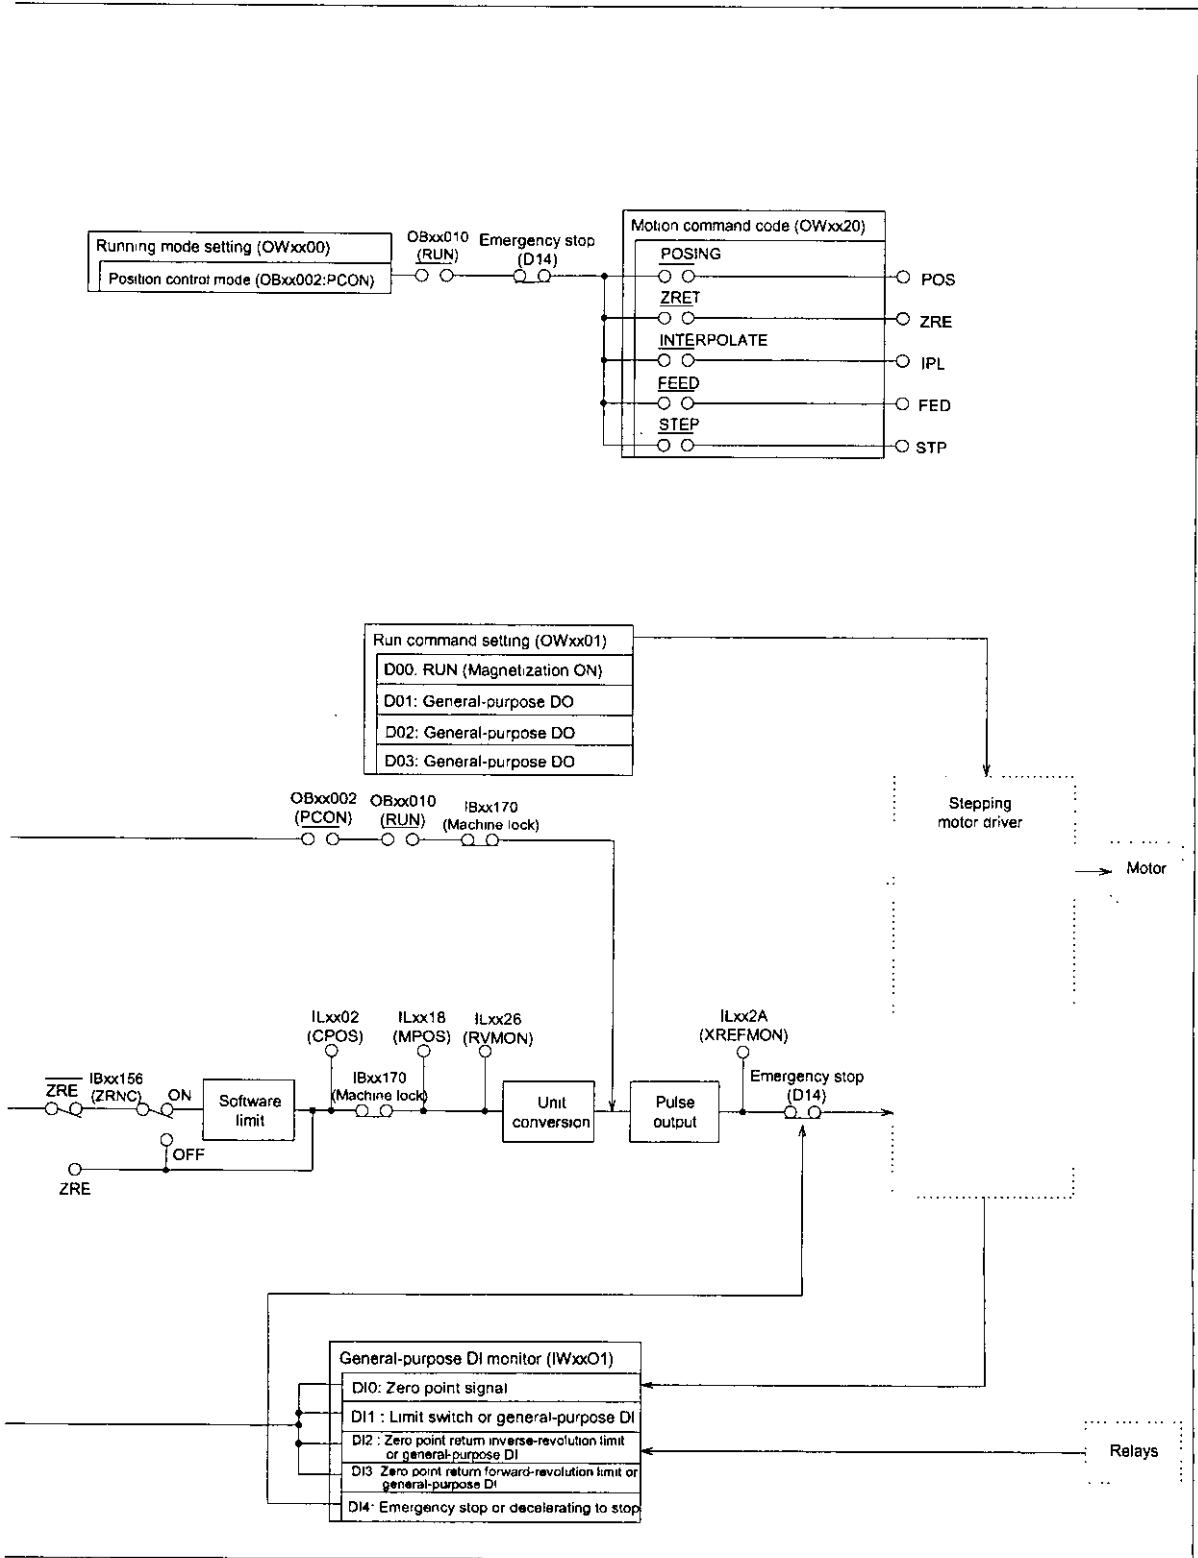 Motion command code (OWxx20)
Running mode setting (OWxx00)
Position control mode (OBxx002:PCON)
OBxx010
(RUN)
Emergency stop
(D14)
POSING
POS
ZRET
ZRE
INTERPOLATE
IPL
FEED
FED
STEP
STP
Run command setting (OWxx01)
D00. RUN (Magnetization ON)
D01: General-purpose DO
D02: General-purpose DO
D03: General-purpose DO
OBxx002
(PCON)
OBxx010
(RUN)
IBxx170
(Machine lock)
Stepping
motor driver
Motor
ILxx02
(CPOS)
ILxx18
(MPOS)
ILxx26
(RVMON)
ILxx2A
(XREFMON)
ZRE
IBxx156
(ZRNC)
ON
OFF
ZRE
Software
limit
IBxx170
(Machine lock)
Unit
conversion
Pulse
output
Emergency stop
(D14)
General-purpose DI monitor (IWxxO1)
DI0: Zero point signal
DI1 : Limit switch or general-purpose DI
DI2 : Zero point return inverse-revolution limit
or general-purpose DI
DI3 Zero point return forward-revolution limit or
general-purpose DI
DI4: Emergency stop or decelerating to stop
Relays